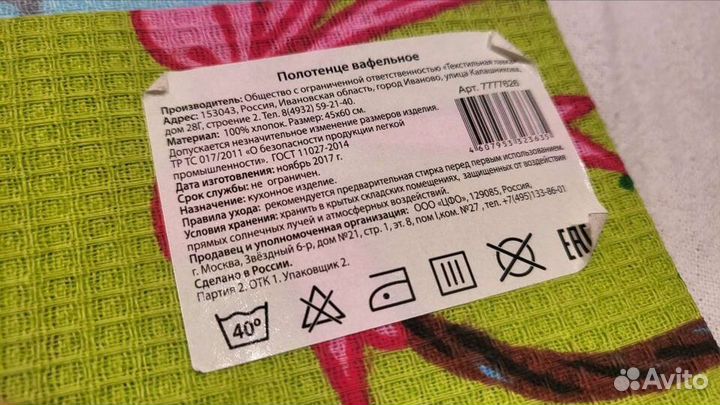 Полотенце вафельное
Производитель: Общество с ограниченной ответственностью «Текстильная
Адрес: 153043, Россия, Ивановская область, город Иваново, улица Калашникова,
дом 28Г, строение 2. Тел. 8(4932) 59-21-40.
Материал: 100% хлопок. Размер: 45х60 см.
Арт. 7777826
Допускается незначительное изменение размеров изделия.
ТР ТС 017/2011 «О безопасности продукции легкой
промышленности». ГОСТ 11027-2014
4 607953 323635
Дата изготовления: ноябрь 2017 г.
Срок службы: не ограничен.
Назначение: кухонное изделие.
Правила ухода: рекомендуется предварительная стирка перед первым использованием.
Условия хранения: хранить в крытых складских помещениях, защищенных от воздействия
прямых солнечных лучей и атмосферных воздействий.
Продавец и уполномоченная организация: ООО «ЦФО», 129085, Россия,
г. Москва, Звёздный б-р, дом №21, стр. 1, эт. 8, пом I,ком. №27 , тел. +7(495)133-86-01
Сделано в России.
Партия 2. ОТК 1. Упаковщик 2.
40°
EAC
Avito